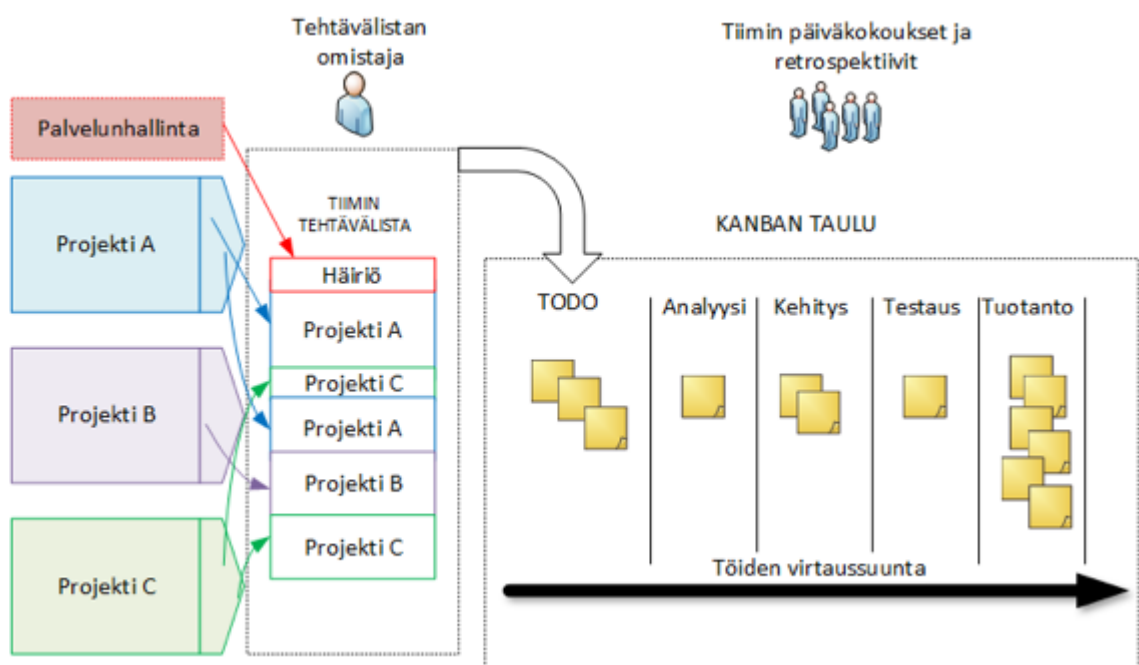 Tehtävälistan
omistaja
Tiimin päiväkokoukset ja
retrospektiivit
Palvelunhallinta
Projekti A
Projekti B
Projekti C
TIIMIN
TEHTÄVÄLISTA
Häiriö
Projekti A
Projekti C
Projekti A
Projekti B
Projekti C
KANBAN TAULU
TODO
Analyysi
Kehitys
Testaus
Tuotanto
Töiden virtaussuunta